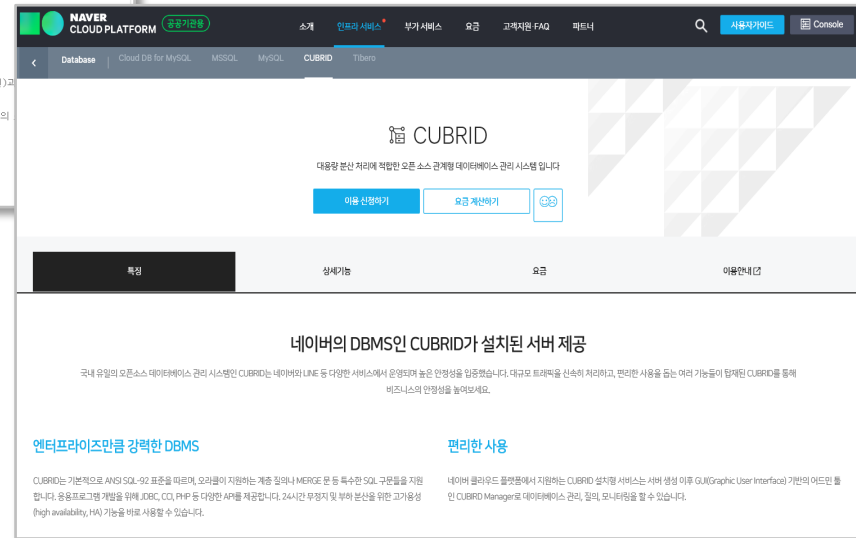 )고
의
NAVER
CLOUD PLATFORM 공공기관용
소개 인프라 서비스 부가 서비스 요금 고객지원·FAQ 파트너 사용자가이드 Console
Database Cloud DB for MySQL MSSQL MySQL CUBRID Tibero
CUBRID
대용량 분산 처리에 적합한 오픈 소스 관계형 데이터베이스 관리 시스템 입니다
이용 신청하기 요금 계산하기
특징 상세기능 요금 이용안내
네이버의 DBMS인 CUBRID가 설치된 서버 제공
국내 유일의 오픈소스 데이터베이스 관리 시스템인 CUBRID는 네이버와 LINE 등 다양한 서비스에서 운영되며 높은 안정성을 입증했습니다. 대규모 트래픽을 신속히 처리하고, 편리한 사용을 돕는 여러 기능들이 탑재된 CUBRID를 통해
비즈니스의 안정성을 높여보세요.
엔터프라이즈만큼 강력한 DBMS
CUBRID는 기본적으로 ANSI SQL-92 표준을 따르며, 오라클이 지원하는 계층 질의나 MERGE 문 등 특수한 SQL 구문들을 지원
합니다. 응용프로그램 개발을 위해 JDBC, CCI, PHP 등 다양한 API를 제공합니다. 24시간 무정지 및 부하 분산을 위한 고가용성
(high availability, HA) 기능을 바로 사용할 수 있습니다.
편리한 사용
네이버 클라우드 플랫폼에서 지원하는 CUBRID 설치형 서비스는 서버 생성 이후 GUI(Graphic User Interface) 기반의 어드민 툴
인 CUBIRD Manager로 데이터베이스 관리, 질의, 모니터링을 할 수 있습니다.